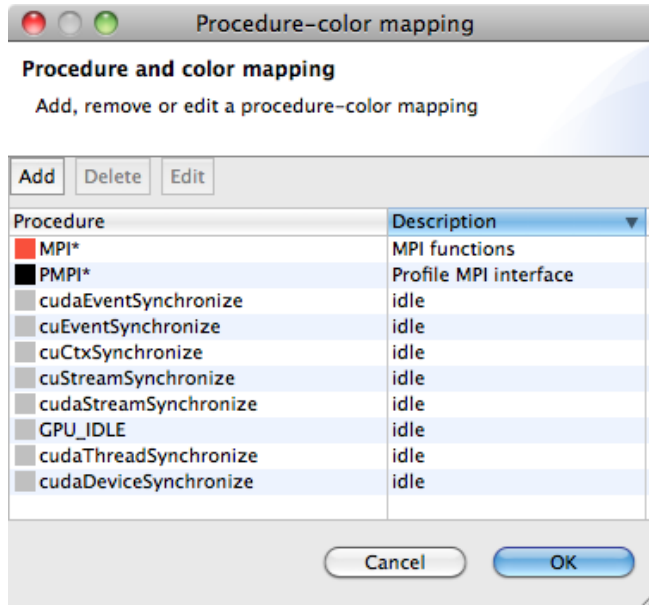 Procedure-color mapping
Procedure and color mapping
Add, remove or edit a procedure-color mapping
Add Delete Edit
Procedure Description
MPI* MPI functions
PMPI* Profile MPI interface
cudaEventSynchronize idle
cuEventSynchronize idle
cuCtxSynchronize idle
cuStreamSynchronize idle
cudaStreamSynchronize idle
GPU_IDLE idle
cudaThreadSynchronize idle
cudaDeviceSynchronize idle
Cancel OK